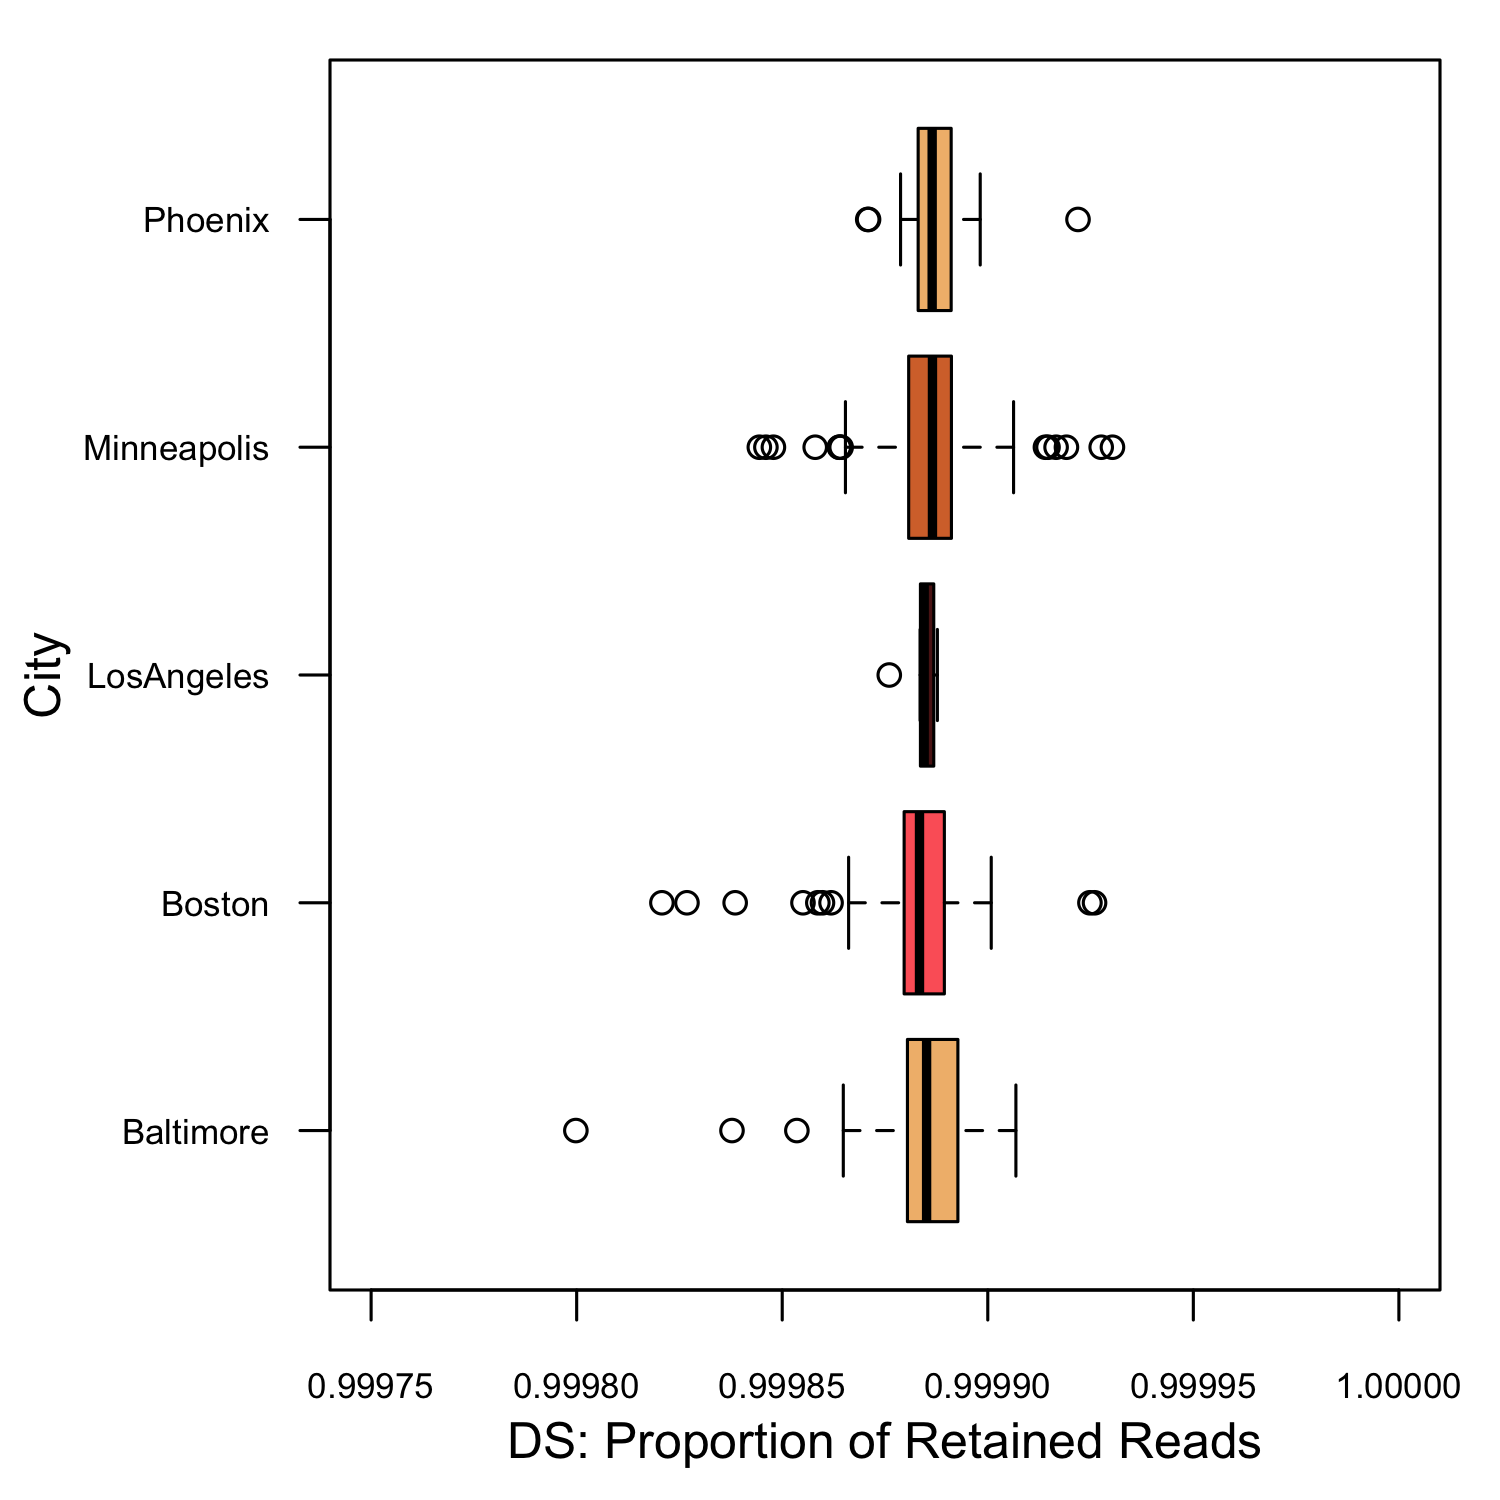 Phoenix
Minneapolis
LosAngeles
Boston
Baltimore
City
0.99975 0.99980 0.99985 0.99990 0.99995 1.00000
DS: Proportion of Retained Reads